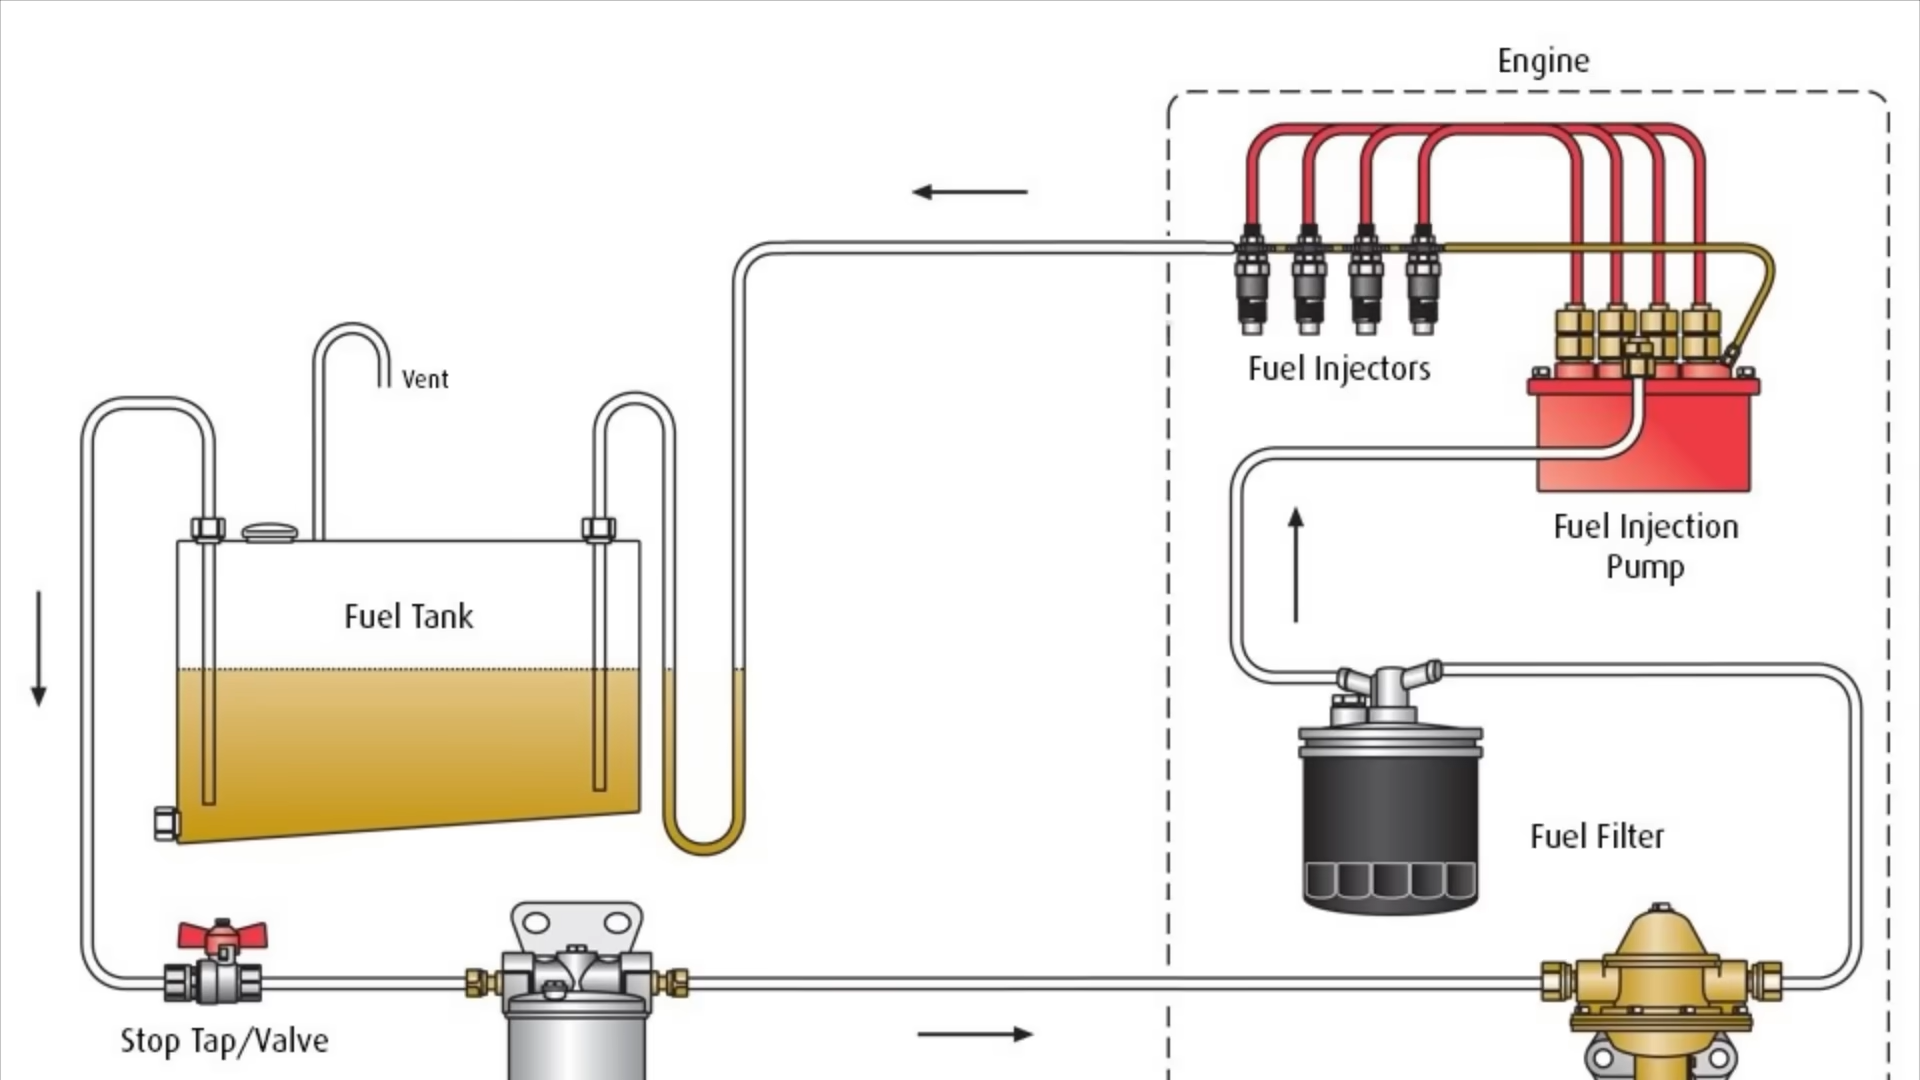 Engine
Fuel Injectors
Vent
Fuel Injection
Pump
Fuel Tank
Fuel Filter
Stop Tap/Valve